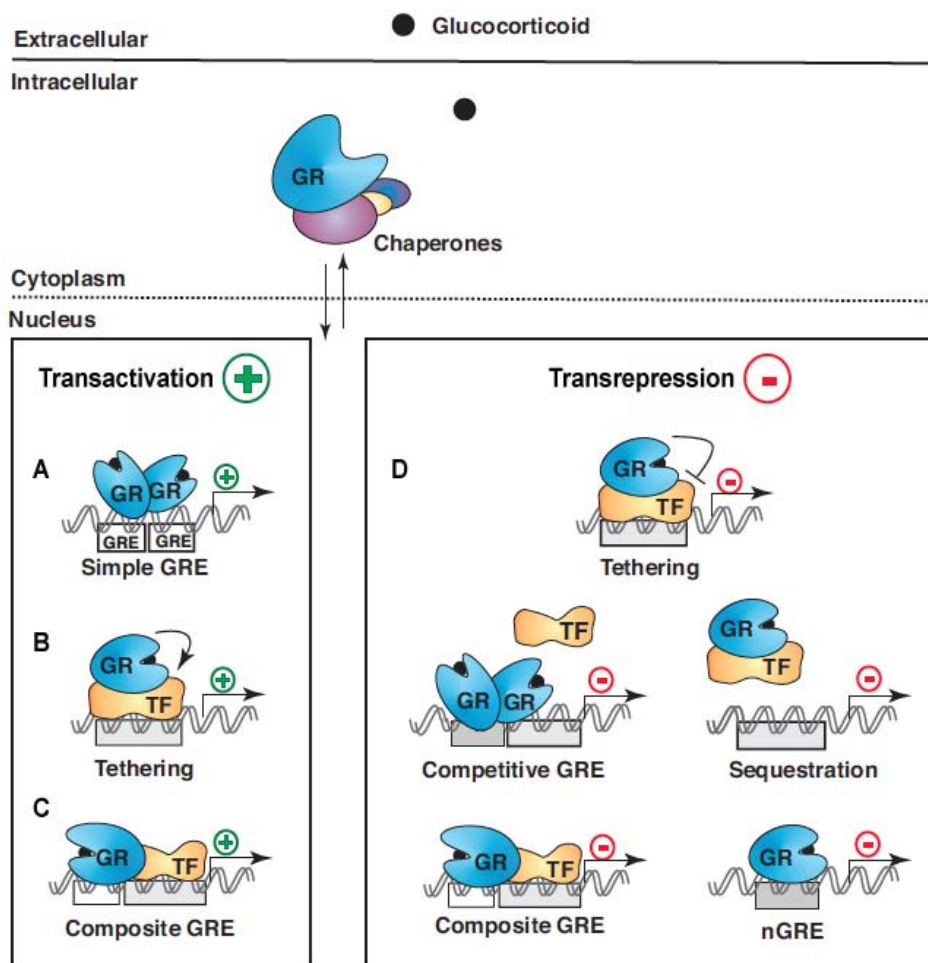 Glucocorticoid
Extracellular
Intracellular
GR
Chaperones
Cytoplasm
Nucleus
Transactivation +
A
GR GR
+
GRE GRE
Simple GRE
B
GR
TF
+
Tethering
C
GR TF
+
Composite GRE
Transrepression -
D
GR
TF
-
Tethering
TF
GR GR
-
Competitive GRE
GR
TF
-
Sequestration
GR TF
-
Composite GRE
GR
-
nGRE